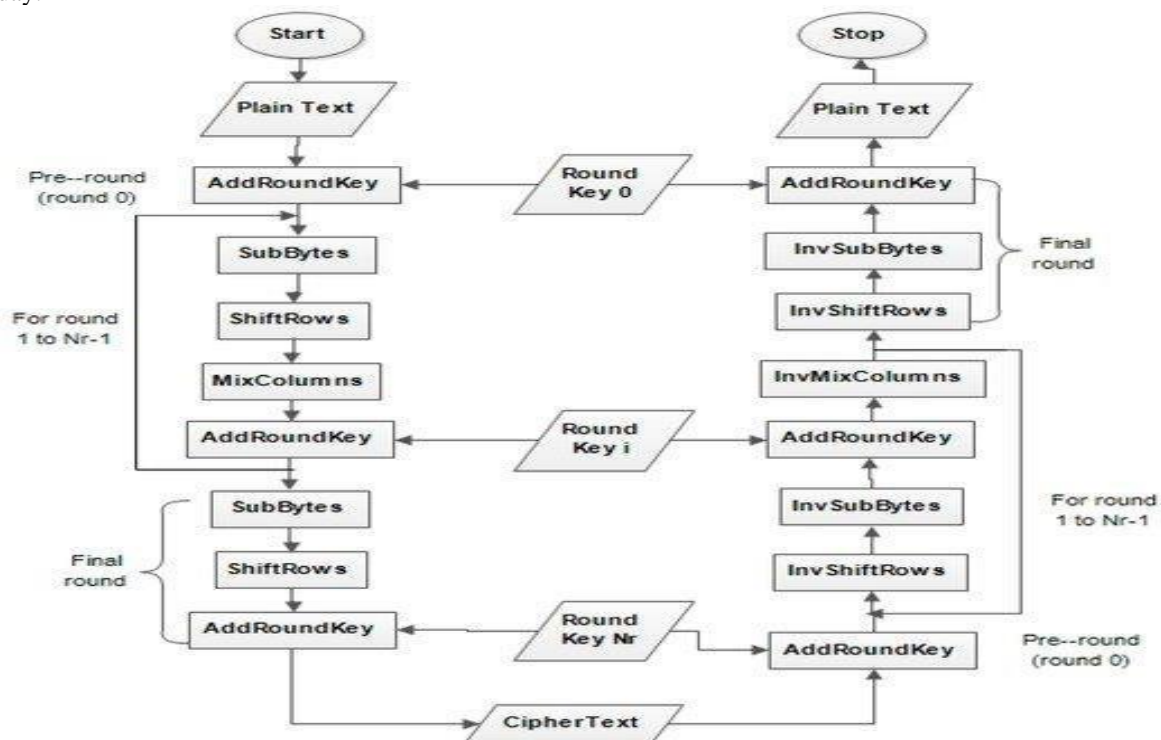 day.
Start
Plain Text
Pre--round
(round 0)
AddRoundKey
SubBytes
ShiftRows
For round
1 to Nr-1
MixColumns
AddRoundKey
SubBytes
Final
round
ShiftRows
AddRoundKey
Round
Key 0
Round
Key i
Round
Key Nr
CipherText
Stop
Plain Text
AddRoundKey
InvSubBytes
Final
round
InvShiftRows
InvMixColumns
AddRoundKey
InvSubBytes
For round
1 to Nr-1
InvShiftRows
AddRoundKey
Pre--round
(round 0)